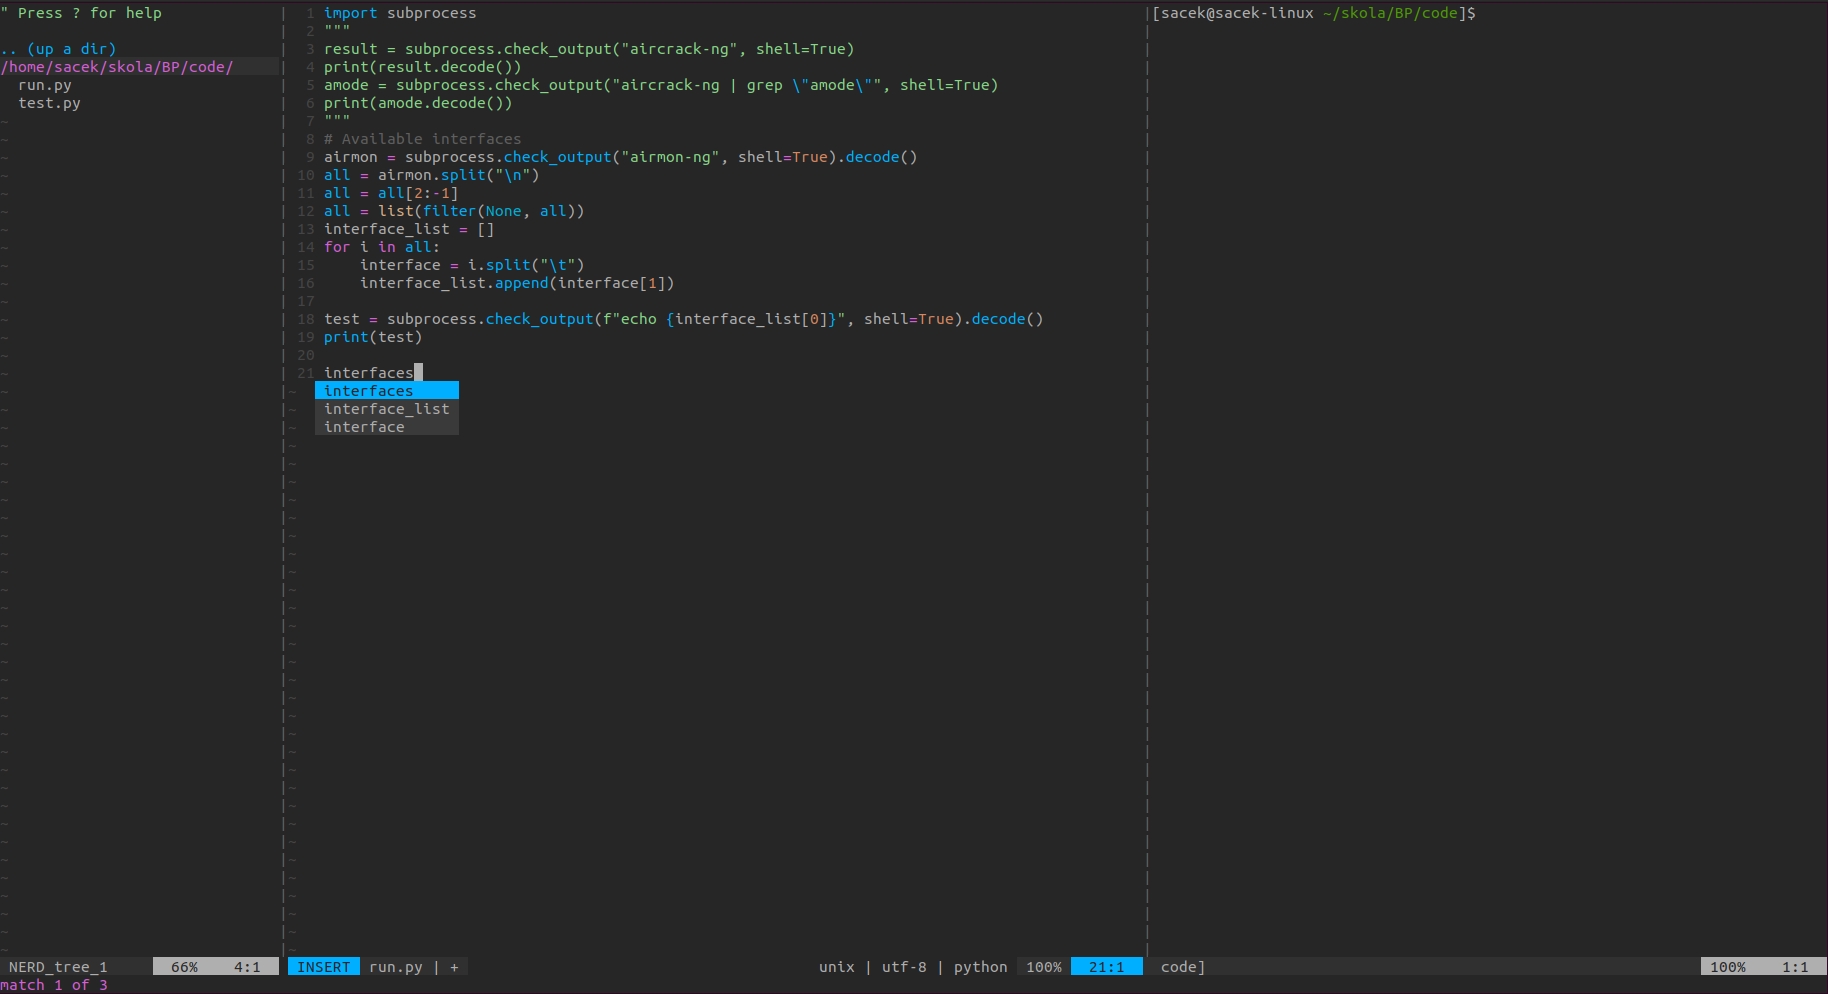 " Press ? for help
.. (up a dir)
/home/sacek/skola/BP/code/
  run.py
  test.py
~
 1 import subprocess
 2 """
 3 result = subprocess.check_output("aircrack-ng", shell=True)
 4 print(result.decode())
 5 amode = subprocess.check_output("aircrack-ng | grep \"amode\"", shell=True)
 6 print(amode.decode())
 7 """
 8 # Available interfaces
 9 airmon = subprocess.check_output("airmon-ng", shell=True).decode()
10 all = airmon.split("\n")
11 all = all[2:-1]
12 all = list(filter(None, all))
13 interface_list = []
14 for i in all:
15     interface = i.split("\t")
16     interface_list.append(interface[1])
17
18 test = subprocess.check_output(f"echo {interface_list[0]}", shell=True).decode()
19 print(test)
20
21 interfaces
interfaces
interface_list
interface
[sacek@sacek-linux ~/skola/BP/code]$
NERD_tree_1 66% 4:1
INSERT run.py | + unix | utf-8 | python 100% 21:1
code] 100% 1:1
match 1 of 3